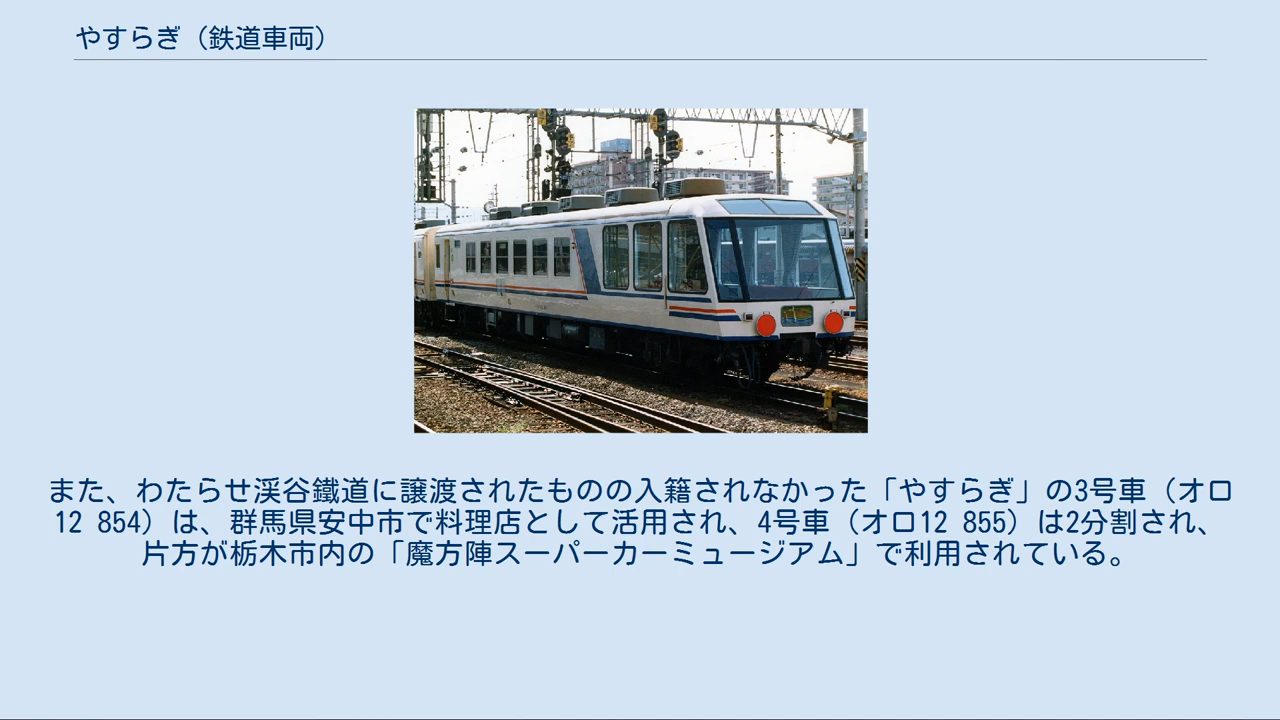 やすらぎ（鉄道車両）
また、わたらせ渓谷鐵道に譲渡されたものの入籍されなかった「やすらぎ」の3号車（オロ
12 854）は、群馬県安中市で料理店として活用され、4号車（オロ12 855）は2分割され、
片方が栃木市内の「魔方陣スーパーカーミュージアム」で利用されている。